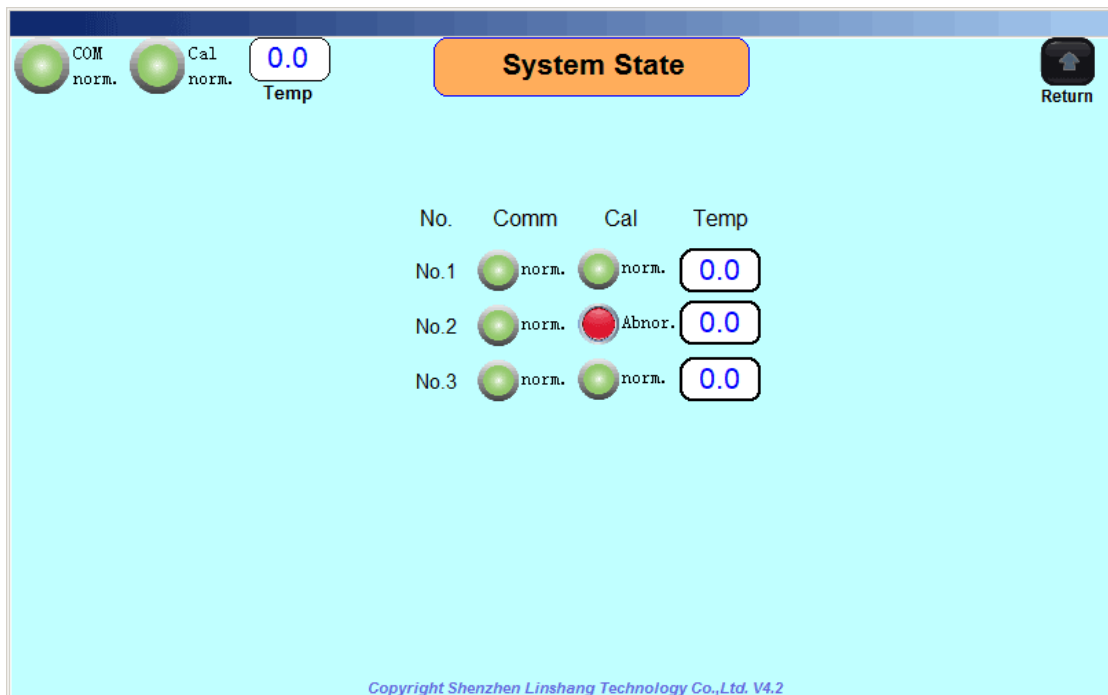 COM
norm.
Cal
norm.
0.0
Temp
System State
Return
No. Comm Cal Temp
No.1 norm. norm. 0.0
No.2 norm. Abnor. 0.0
No.3 norm. norm. 0.0
Copyright Shenzhen Linshang Technology Co.,Ltd. V4.2